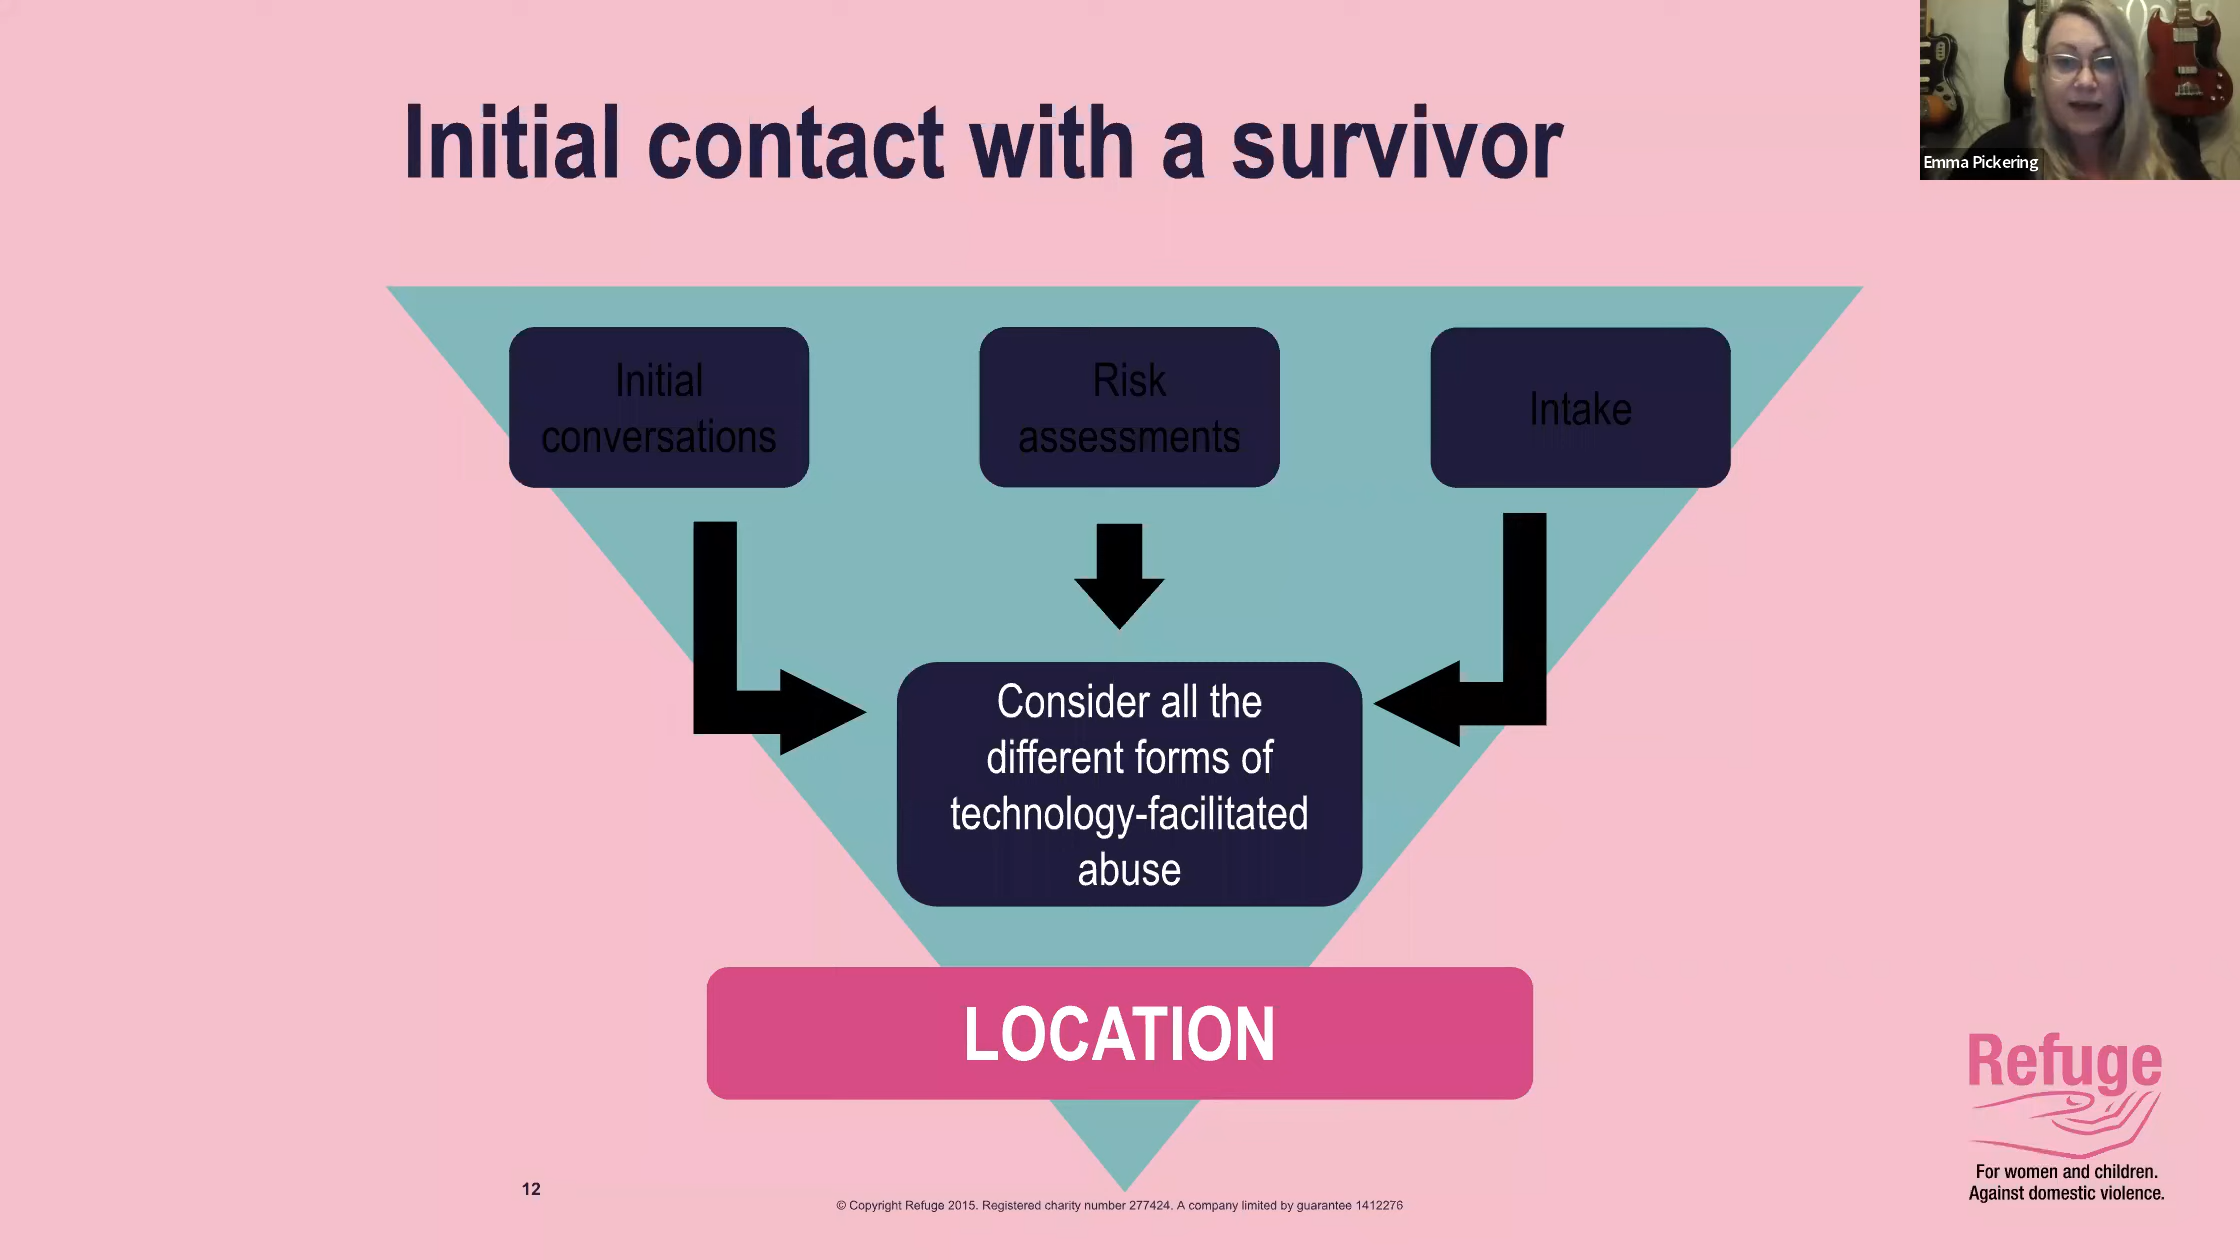 Initial contact with a survivor
Emma Pickering
Initial
conversations
Risk
assessments
Intake
Consider all the
different forms of
technology-facilitated
abuse
LOCATION
Refuge
For women and children.
Against domestic violence.
12
© Copyright Refuge 2015. Registered charity number 277424. A company limited by guarantee 1412276